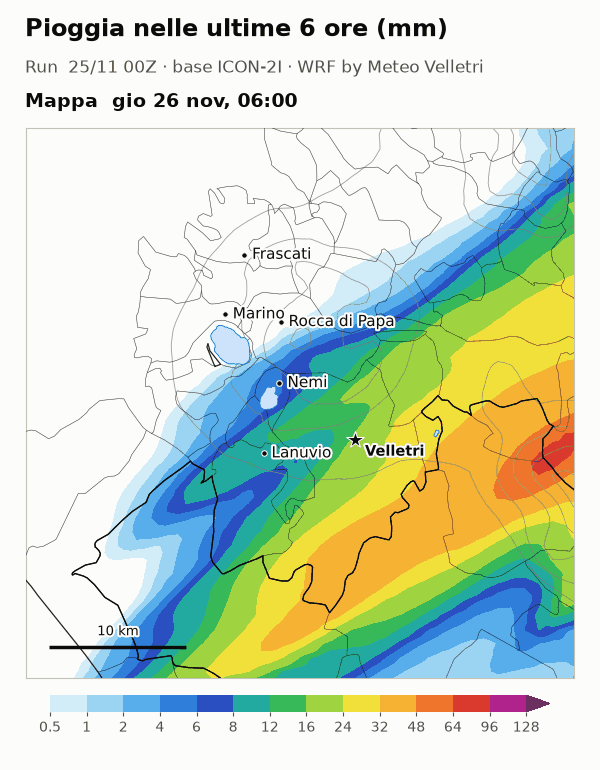 Pioggia nelle ultime 6 ore (mm)
Run  25/11 00Z · base ICON-2I · WRF by Meteo Velletri
Mappa  gio 26 nov, 06:00
Frascati
Marino
Rocca di Papa
Nemi
Velletri
Lanuvio
10 km
0.5 1 2 4 6 8 12 16 24 32 48 64 96 128